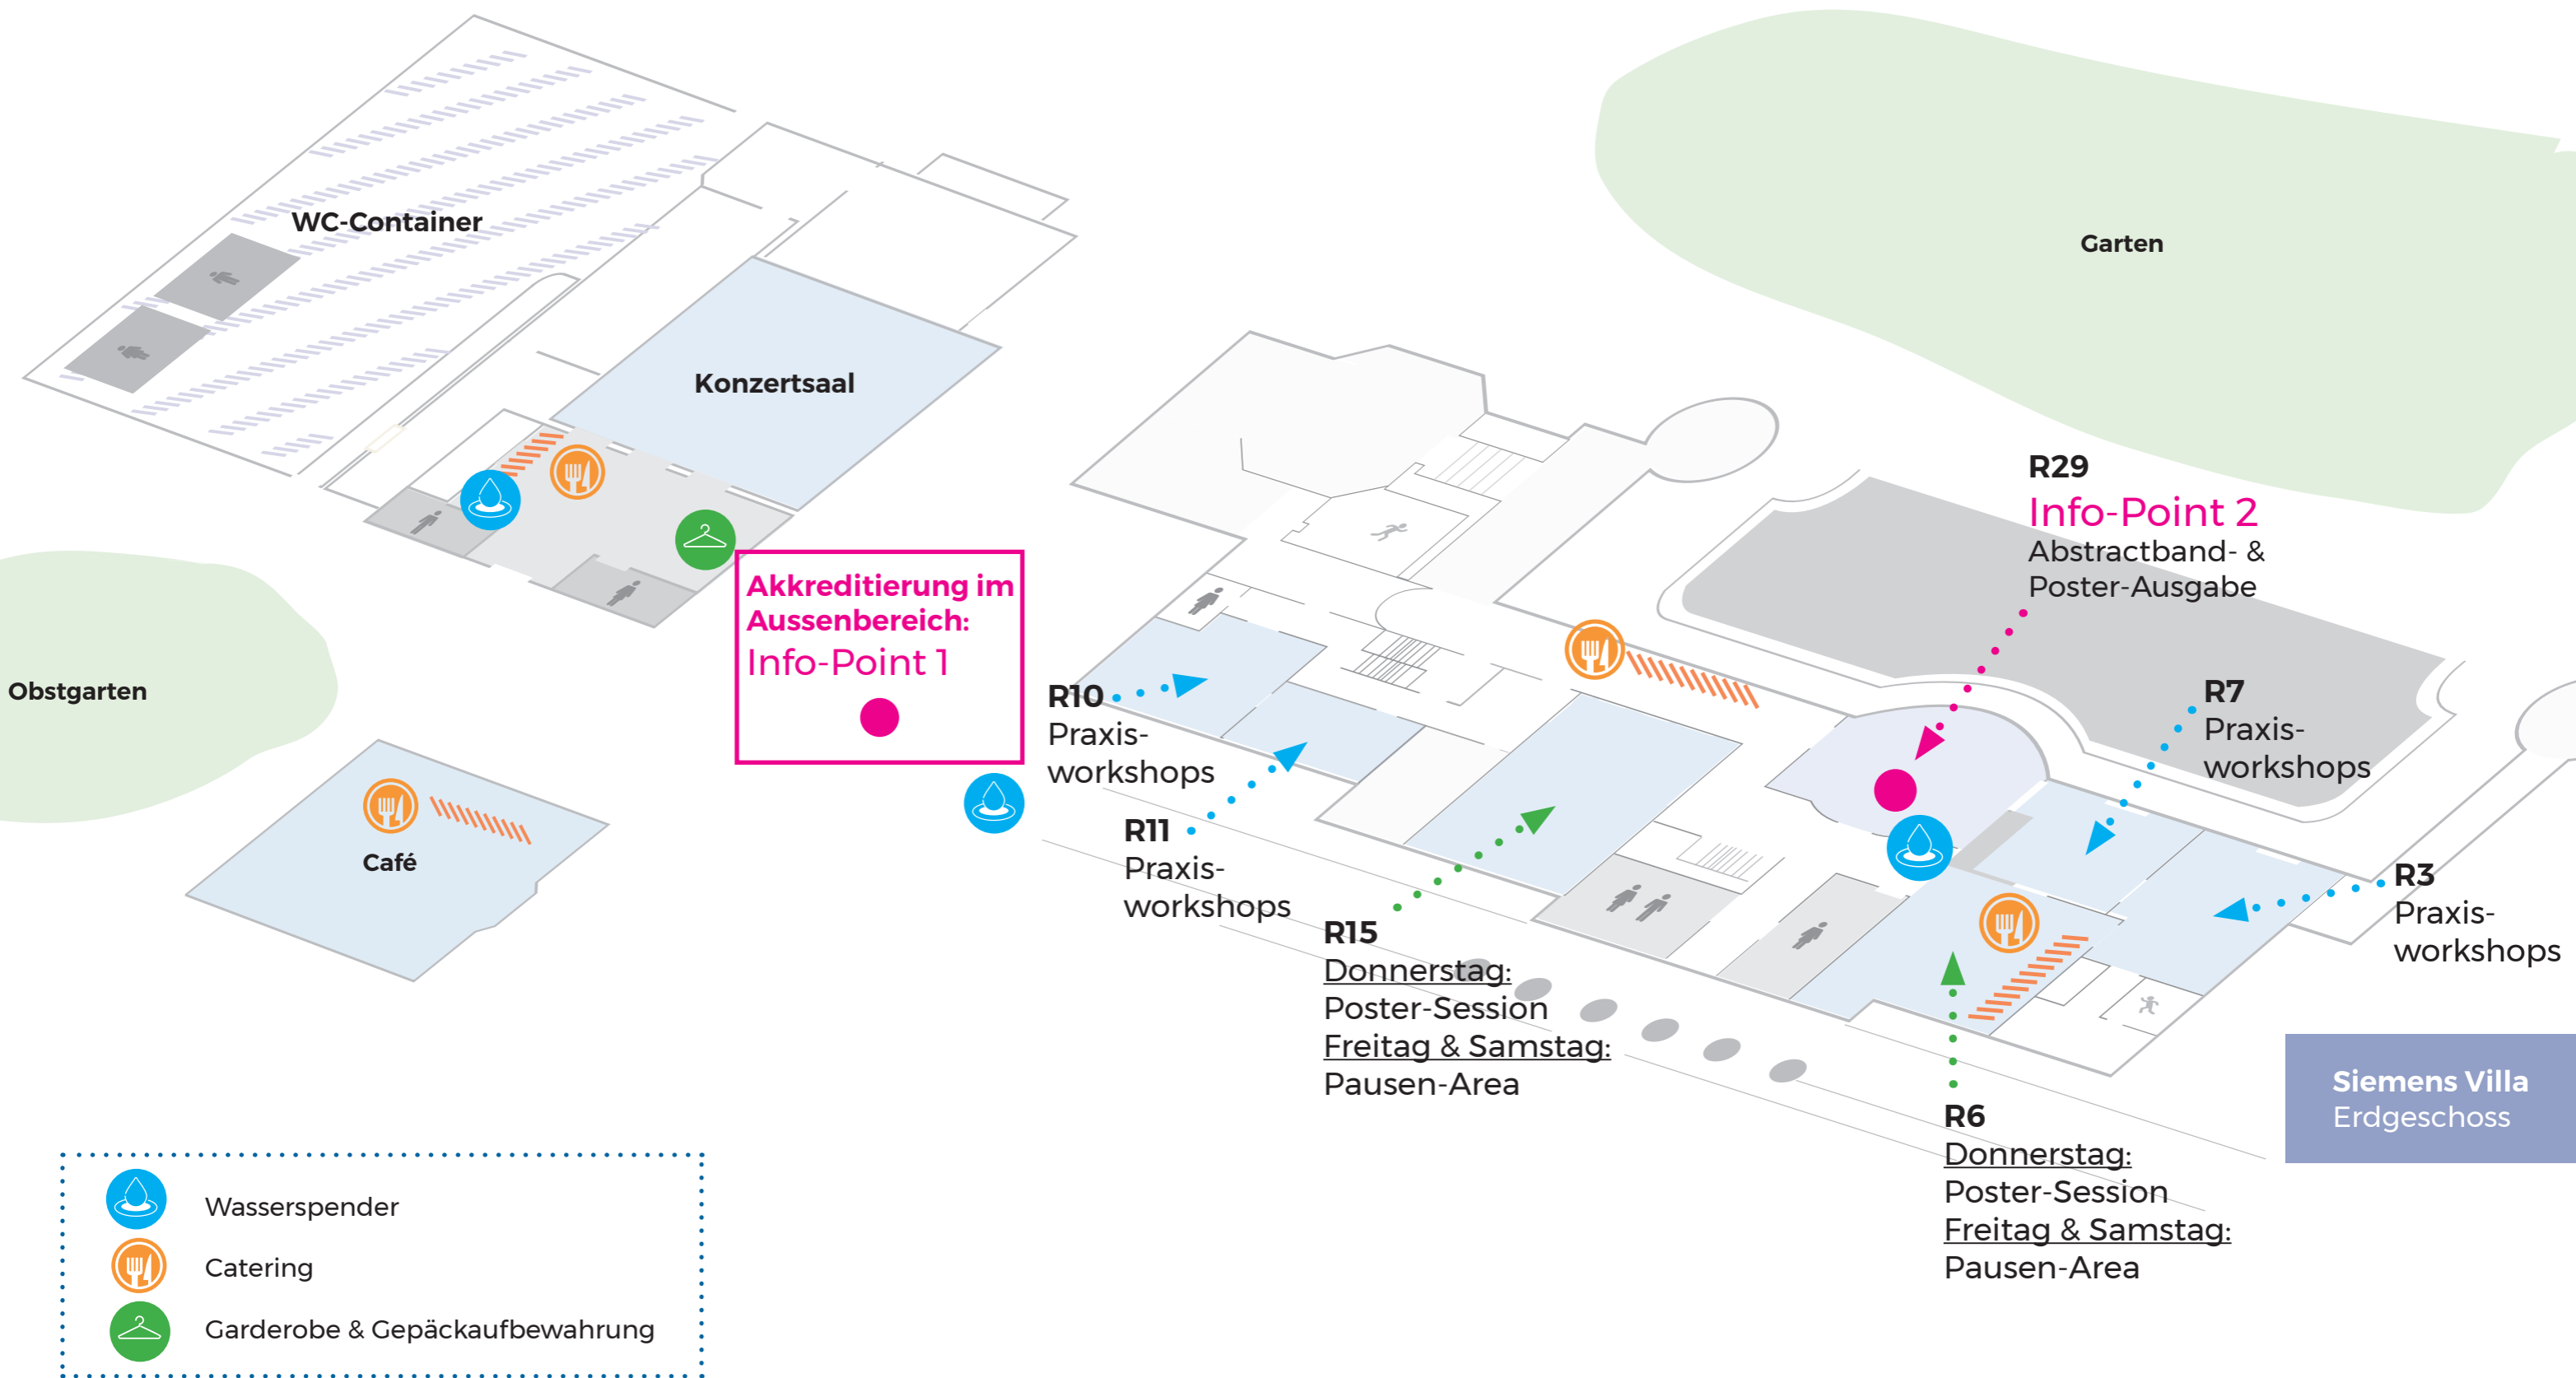 WC-Container
Konzertsaal
Garten
Obstgarten
Café
Akkreditierung im
Aussenbereich:
Info-Point 1
R10
Praxis-
workshops
R11
Praxis-
workshops
R15
Donnerstag:
Poster-Session
Freitag & Samstag:
Pausen-Area
R29
Info-Point 2
Abstractband- &
Poster-Ausgabe
R7
Praxis-
workshops
R3
Praxis-
workshops
R6
Donnerstag:
Poster-Session
Freitag & Samstag:
Pausen-Area
Siemens Villa
Erdgeschoss
Wasserspender
Catering
Garderobe & Gepäckaufbewahrung